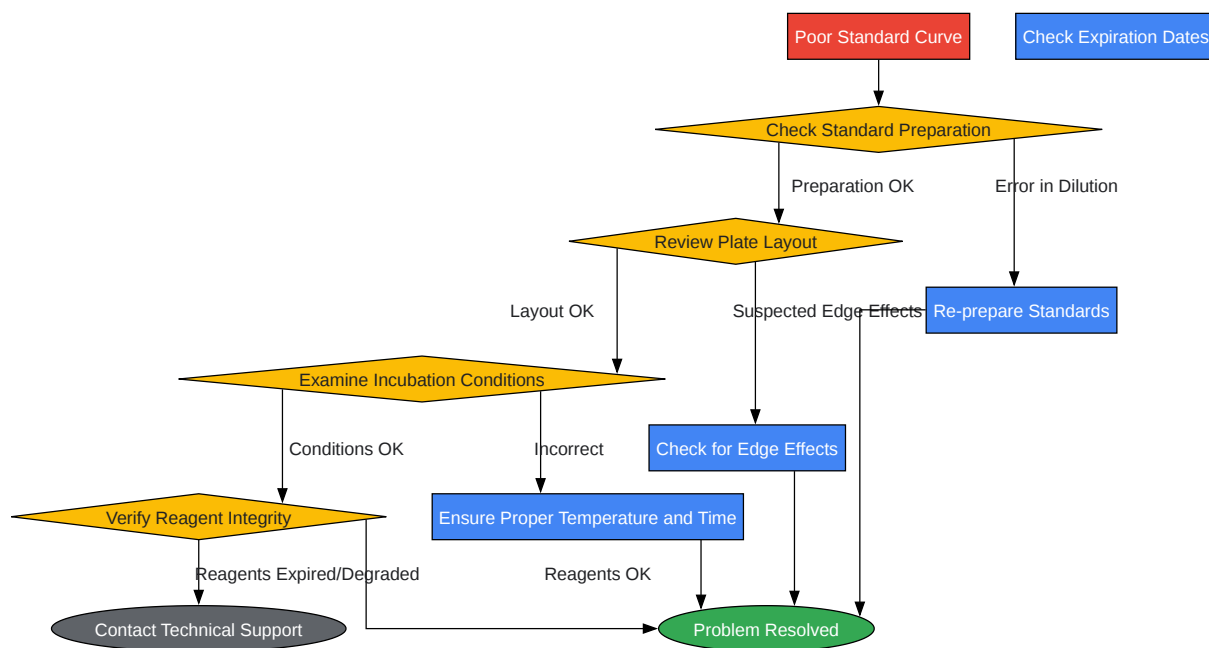 Poor Standard Curve
Check Expiration Dates
Check Standard Preparation
Preparation OK
Error in Dilution
Review Plate Layout
Layout OK
Suspected Edge Effects
Re-prepare Standards
Examine Incubation Conditions
Conditions OK
Incorrect
Check for Edge Effects
Verify Reagent Integrity
Ensure Proper Temperature and Time
Reagents Expired/Degraded
Reagents OK
Contact Technical Support
Problem Resolved